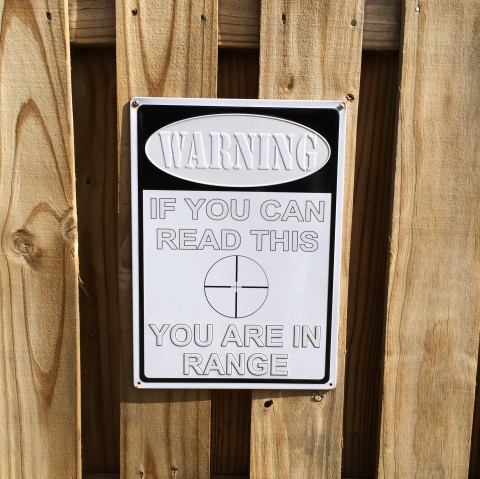 WARNING
IF YOU CAN
READ THIS
YOU ARE IN
RANGE